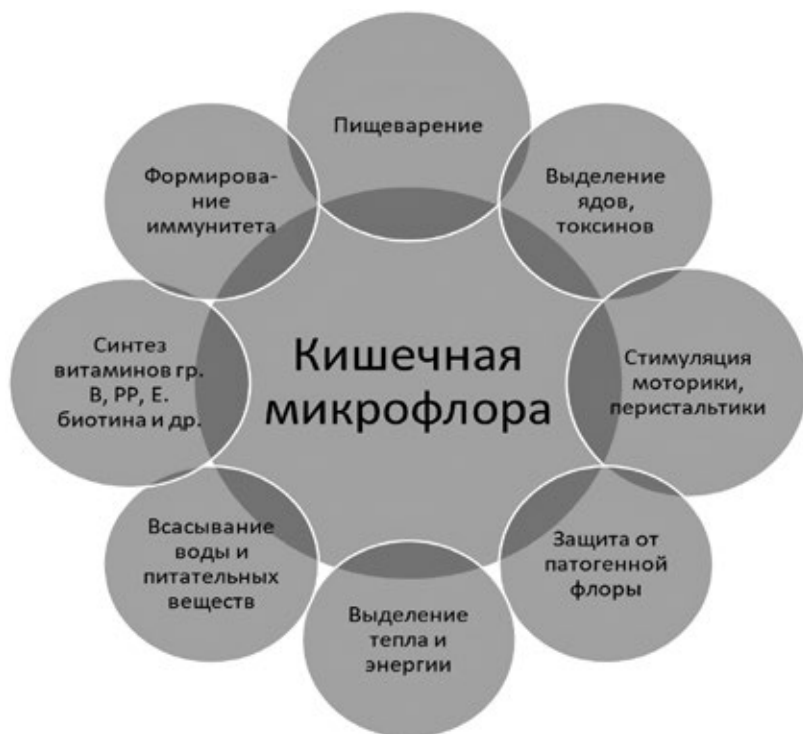 Пищеварение
Выделение
ядов,
токсинов
Стимуляция
моторики,
перистальтики
Защита от
патогенной
флоры
Выделение
тепла и
энергии
Всасывание
воды и
питательных
веществ
Синтез
витаминов гр.
В, РР, Е.
биотина и др.
Формирова-
ние
иммунитета
Кишечная
микрофлора